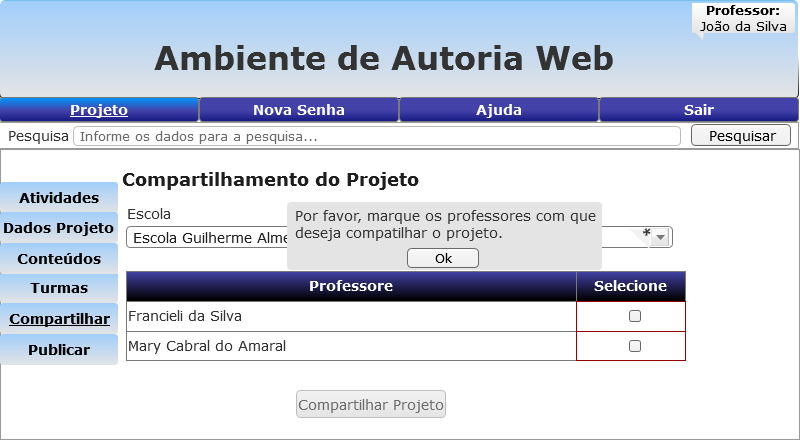 Professor:
João da Silva
Ambiente de Autoria Web
Projeto Nova Senha Ajuda Sair
Pesquisa Informe os dados para a pesquisa... Pesquisar
Atividades
Dados Projeto
Conteúdos
Turmas
Compartilhar
Publicar
Compartilhamento do Projeto
Escola
Escola Guilherme Alme *
Por favor, marque os professores com que
deseja compatilhar o projeto.
Ok
Professore Selecione
Francieli da Silva
Mary Cabral do Amaral
Compartilhar Projeto